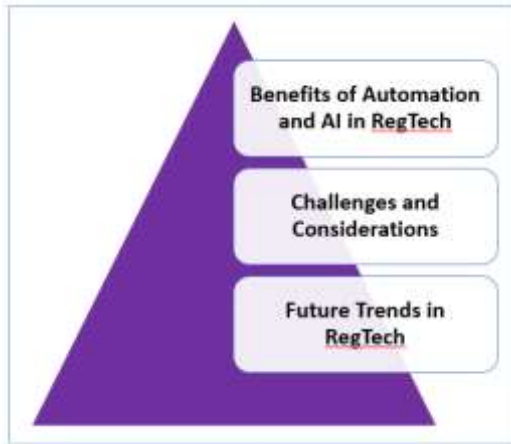 Benefits of Automation
and AI in RegTech
Challenges and
Considerations
Future Trends in
RegTech